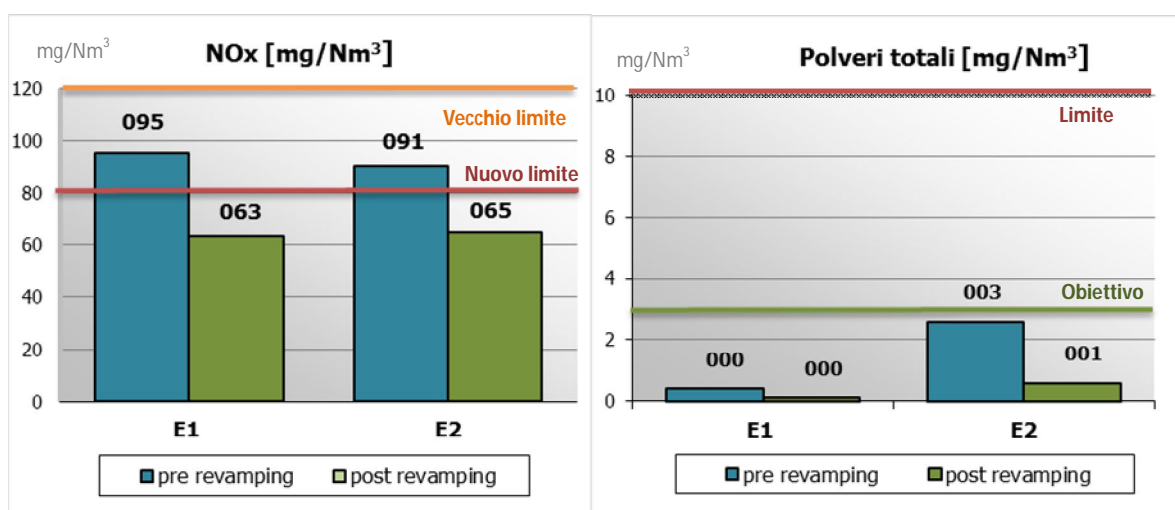 NOx [mg/Nm³]
mg/Nm³
120
Vecchio limite
095
100
091
Nuovo limite
80
063
065
60
40
20
0
E1 E2
pre revamping post revamping
Polveri totali [mg/Nm³]
mg/Nm³
10
Limite
8
6
4
003
Obiettivo
2
000 000 001
0
E1 E2
pre revamping post revamping